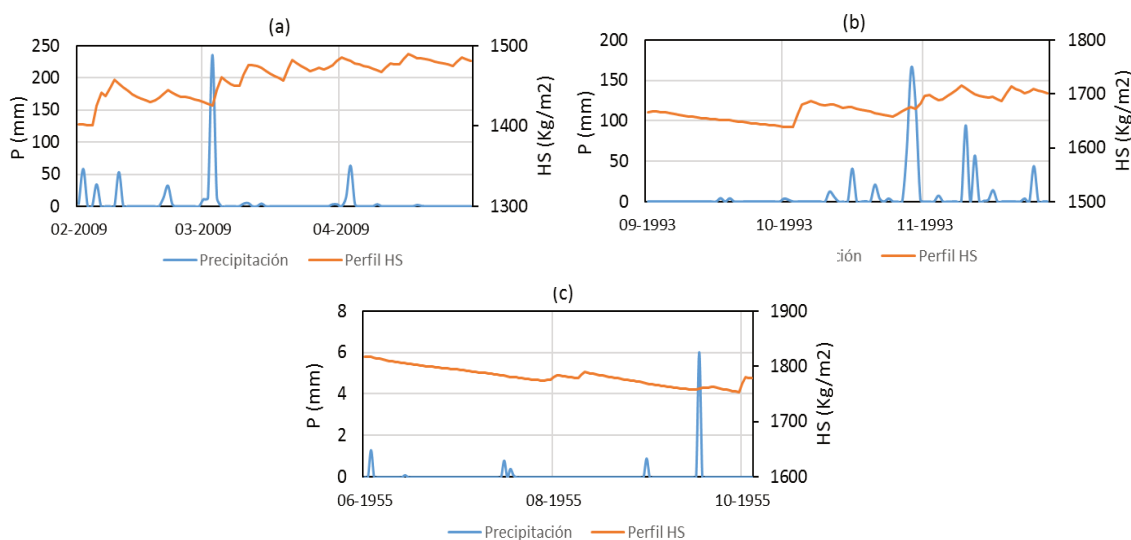 (a)
250
200
150
100
50
0
P (mm)
1500
1400
1300
HS (Kg/m2)
02-2009 03-2009 04-2009
Precipitación Perfil HS
(b)
200
150
100
50
0
P (mm)
1800
1700
1600
1500
HS (Kg/m2)
09-1993 10-1993 11-1993
ción Perfil HS
(c)
8
6
4
2
0
P (mm)
1900
1800
1700
1600
HS (Kg/m2)
06-1955 08-1955 10-1955
Precipitación Perfil HS